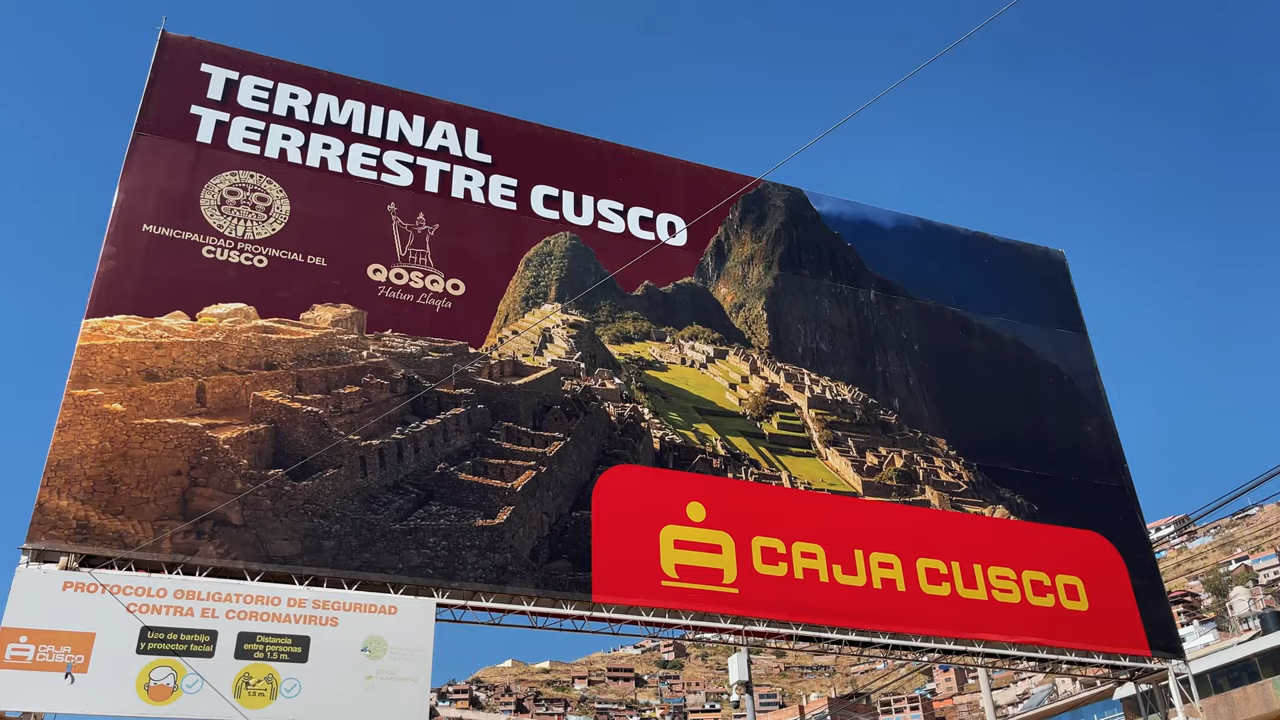 TERMINAL
TERRESTRE CUSCO
MUNICIPALIDAD PROVINCIAL DEL
CUSCO
QOSQO
Hatun Llaqta
CAJA CUSCO
PROTOCOLO OBLIGATORIO DE SEGURIDAD
CONTRA EL CORONAVIRUS
CAJA
CUSCO
Uso de barbijo
y protector facial
Distancia
entre personas
de 1.5 m.
1.5 m.